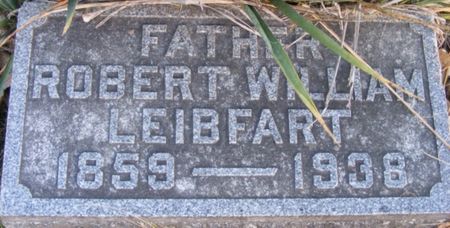 FATHER
ROBERT WILLIAM
LEIBFART
1859 — 1938